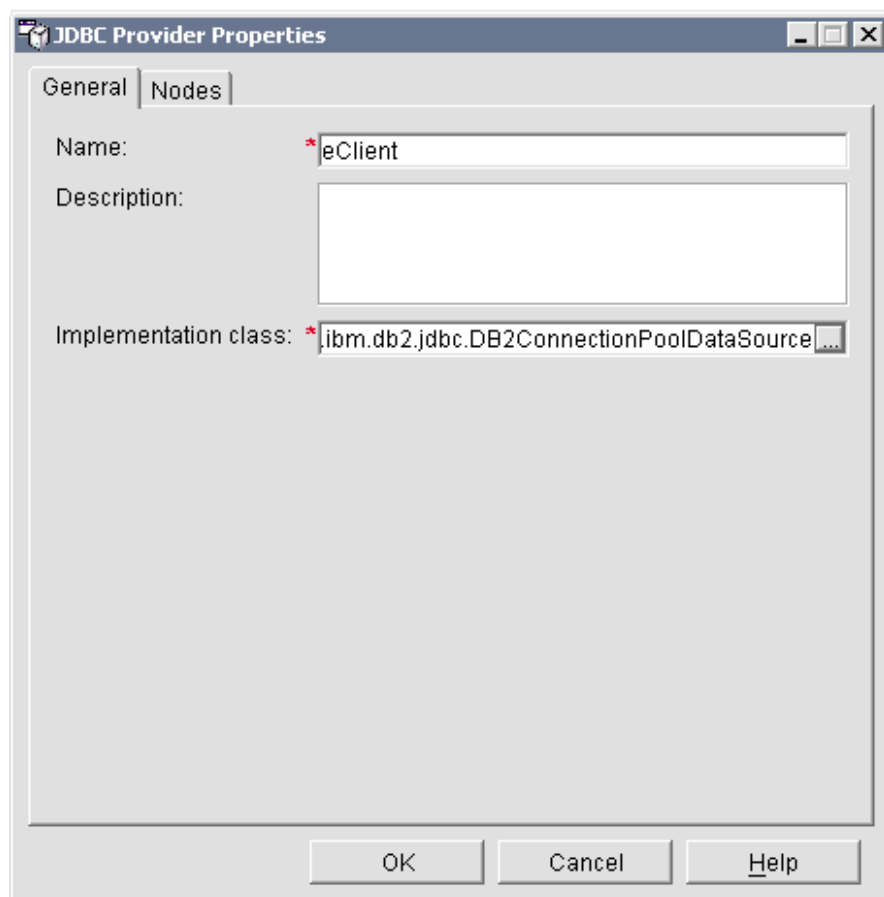 JDBC Provider Properties
General Nodes
Name: *eClient
Description:
Implementation class: *.ibm.db2.jdbc.DB2ConnectionPoolDataSource ...
OK Cancel Help